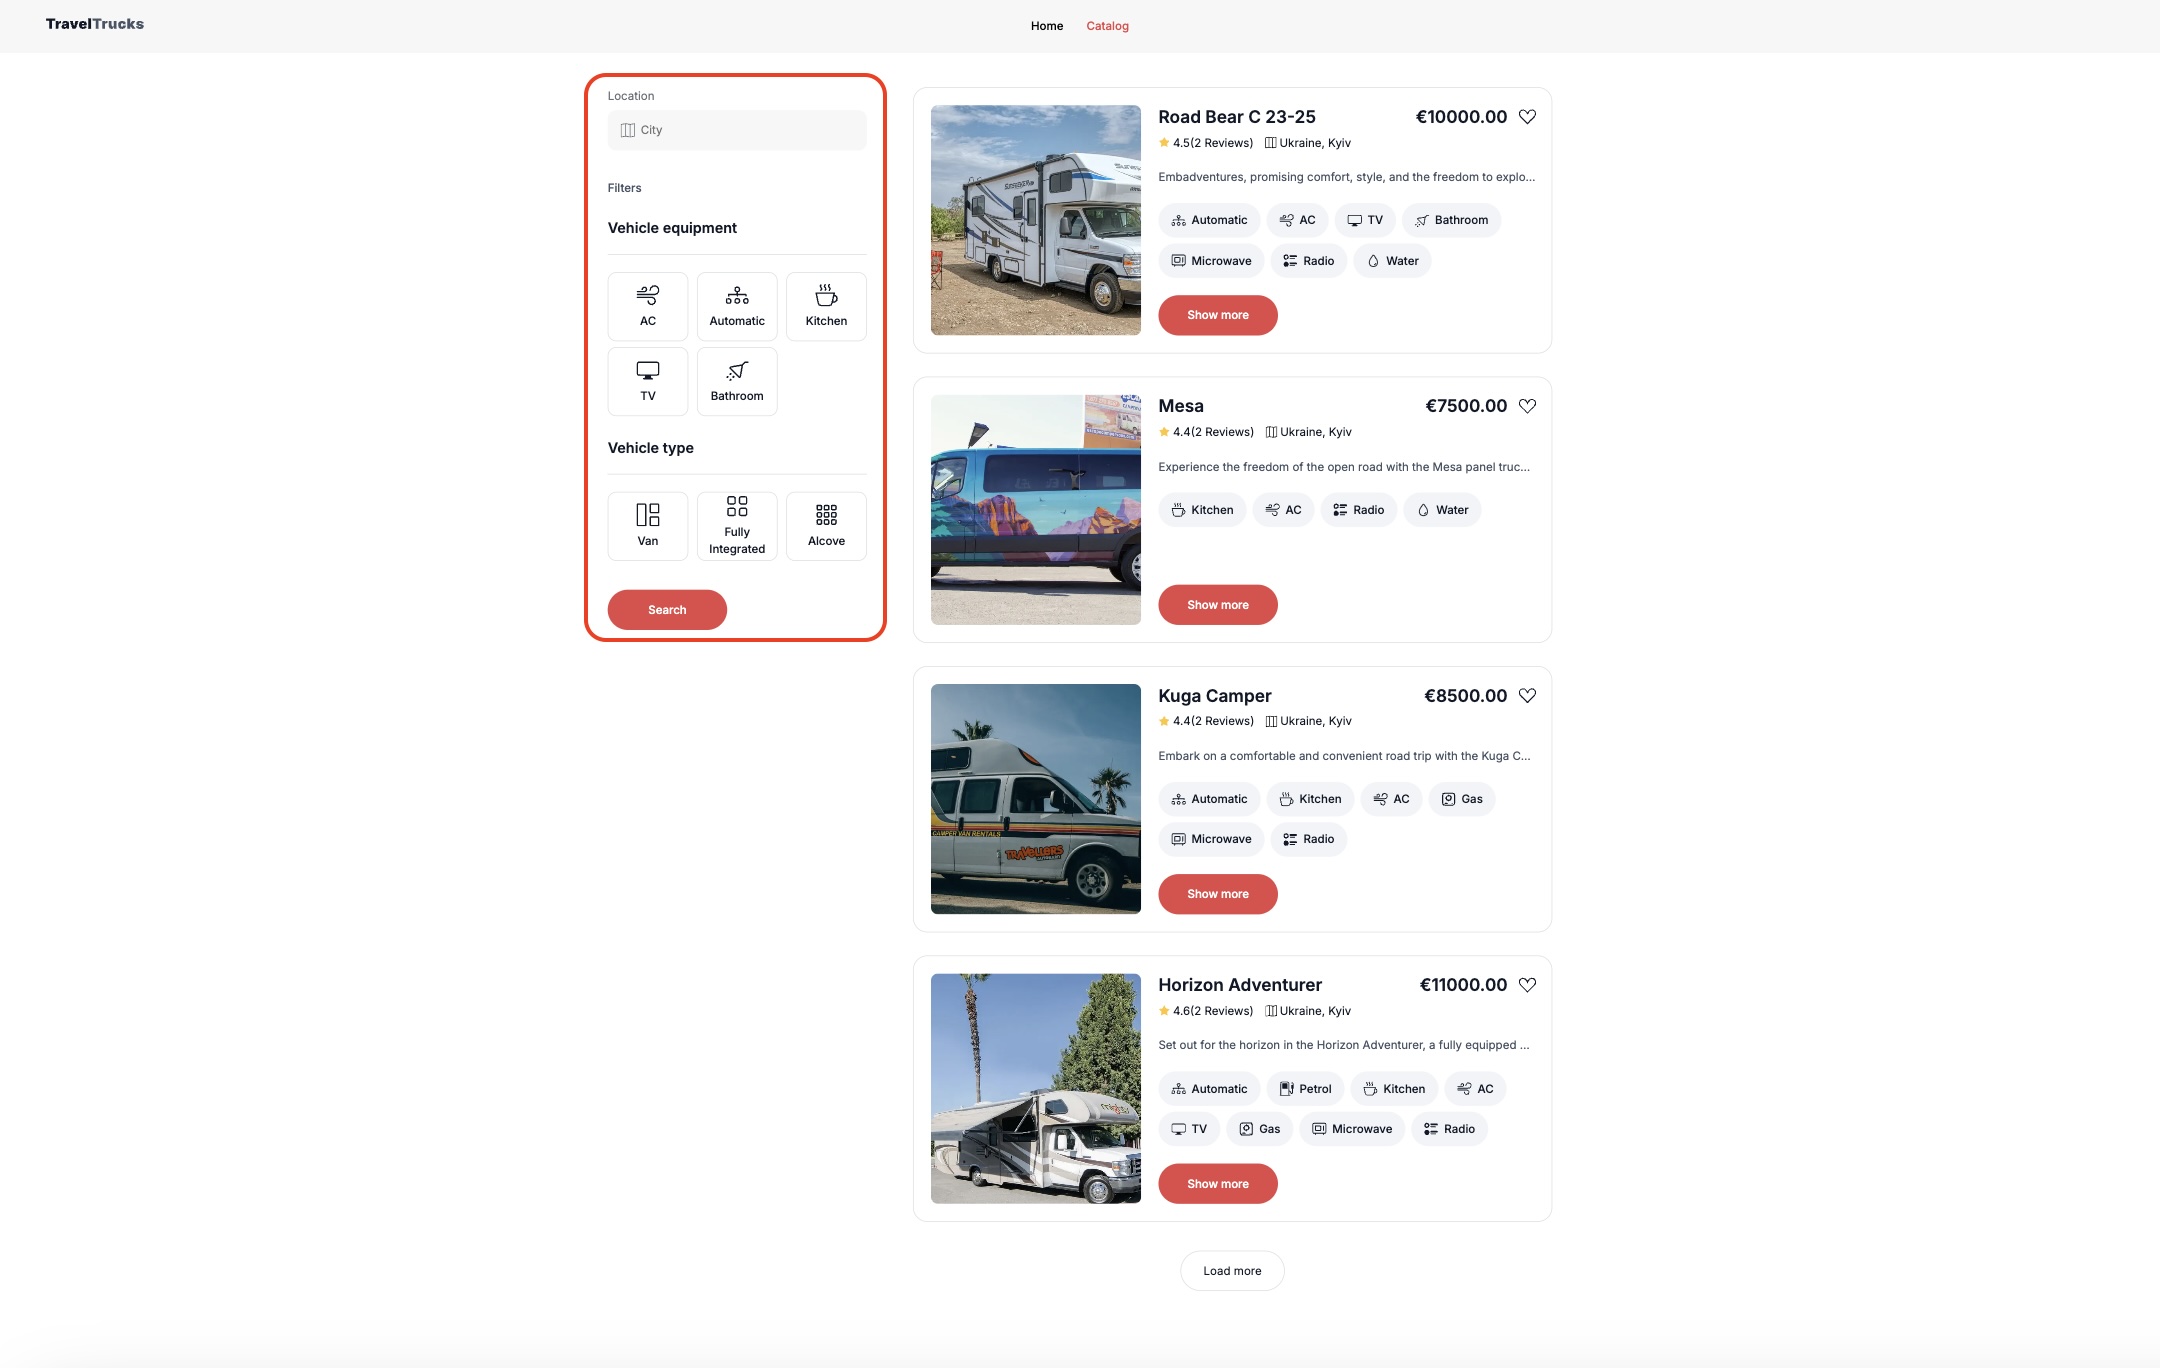 TravelTrucks
Home Catalog
Location
City
Filters
Vehicle equipment
AC Automatic Kitchen
TV Bathroom
Vehicle type
Van Fully Integrated Alcove
Search
Road Bear C 23-25 €10000.00
4.5(2 Reviews) Ukraine, Kyiv
Embadventures, promising comfort, style, and the freedom to explo...
Automatic AC TV Bathroom
Microwave Radio Water
Show more
Mesa €7500.00
4.4(2 Reviews) Ukraine, Kyiv
Experience the freedom of the open road with the Mesa panel truc...
Kitchen AC Radio Water
Show more
Kuga Camper €8500.00
4.4(2 Reviews) Ukraine, Kyiv
Embark on a comfortable and convenient road trip with the Kuga C...
CAMPER VAN RENTALS
TRAVELLERS
Automatic Kitchen AC Gas
Microwave Radio
Show more
Horizon Adventurer €11000.00
4.6(2 Reviews) Ukraine, Kyiv
Set out for the horizon in the Horizon Adventurer, a fully equipped ...
mighty
Automatic Petrol Kitchen AC
TV Gas Microwave Radio
Show more
Load more